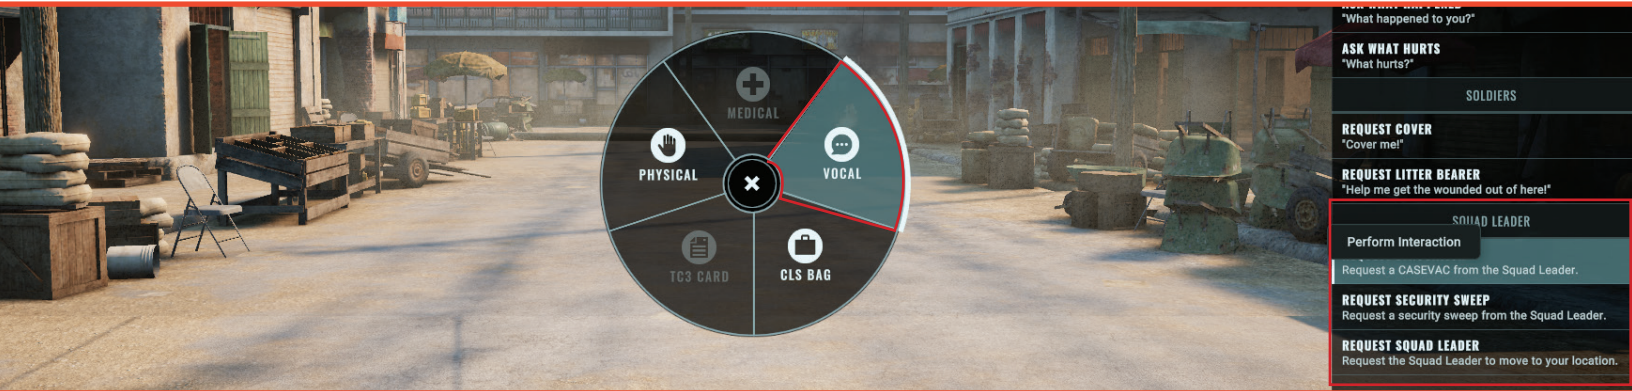 MEDICAL
PHYSICAL
VOCAL
TC3 CARD
CLS BAG
"What happened to you?"
ASK WHAT HURTS
"What hurts?"
SOLDIERS
REQUEST COVER
"Cover me!"
REQUEST LITTER BEARER
"Help me get the wounded out of here!"
SQUAD LEADER
Perform Interaction
Request a CASEVAC from the Squad Leader.
REQUEST SECURITY SWEEP
Request a security sweep from the Squad Leader.
REQUEST SQUAD LEADER
Request the Squad Leader to move to your location.